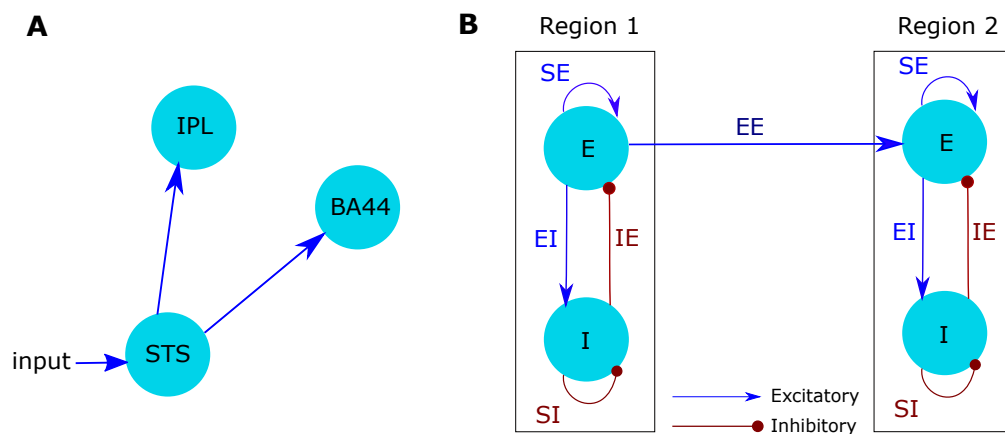 A
IPL
BA44
STS
input
B
Region 1
Region 2
SE
SE
E
EE
E
EI
IE
EI
IE
I
I
SI
SI
Excitatory
Inhibitory